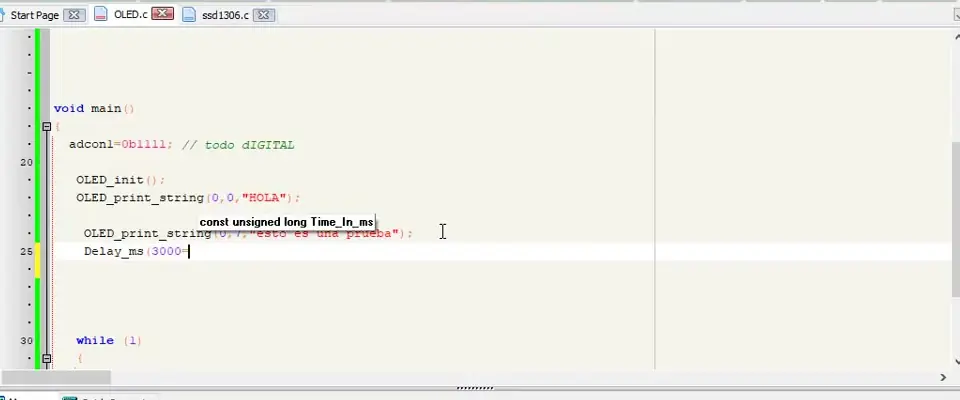 Start Page OLED.c ssd1306.c
void main()
{
adcon1=0b1111; // todo dIGITAL
20
OLED_init();
OLED_print_string(0,0,"HOLA");
const unsigned long Time_In_ms
OLED_print_string(0,7,"esto es una prueba");
25 Delay_ms(3000=
30 while (1)
{